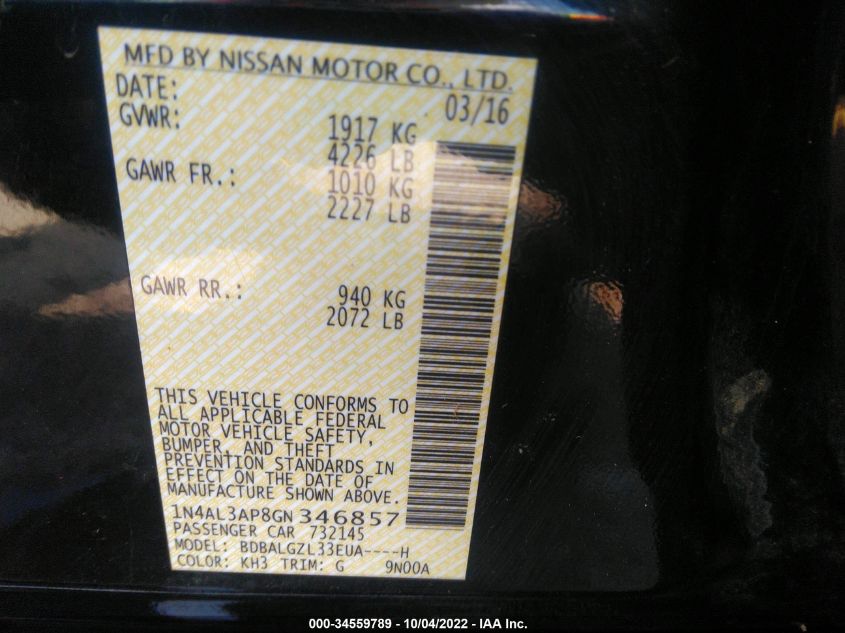 MFD BY NISSAN MOTOR CO., LTD.
DATE: 03/16
GVWR: 1917 KG
4226 LB
GAWR FR.: 1010 KG
2227 LB
GAWR RR.: 940 KG
2072 LB
THIS VEHICLE CONFORMS TO
ALL APPLICABLE FEDERAL
MOTOR VEHICLE SAFETY,
BUMPER, AND THEFT
PREVENTION STANDARDS IN
EFFECT ON THE DATE OF
MANUFACTURE SHOWN ABOVE.
1N4AL3AP8GN346857
PASSENGER CAR 732145
MODEL: BDBALGZL33EUA----H
COLOR: KH3 TRIM: G 9N00A
000-34559789 - 10/04/2022 - IAA Inc.